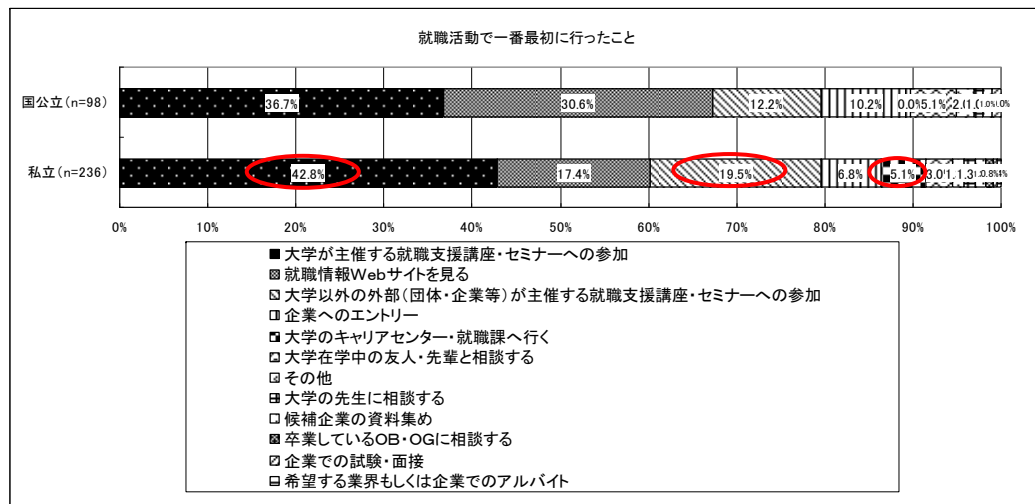 就職活動で一番最初に行ったこと
0% 10% 20% 30% 40% 50% 60% 70% 80% 90% 100%
国公立(n=98) 36.7% 30.6% 12.2% 10.2% 0.0% 5.1%
私立(n=236) 42.8% 17.4% 19.5% 6.8% 5.1%
0% 10% 20% 30% 40% 50% 60% 70% 80% 90% 100%
大学が主催する就職支援講座・セミナーへの参加
就職情報Webサイトを見る
大学以外の外部(団体・企業等)が主催する就職支援講座・セミナーへの参加
企業へのエントリー
大学のキャリアセンター・就職課へ行く
大学在学中の友人・先輩と相談する
その他
大学の先生に相談する
候補企業の資料集め
卒業しているOB・OGに相談する
企業での試験・面接
希望する業界もしくは企業でのアルバイト